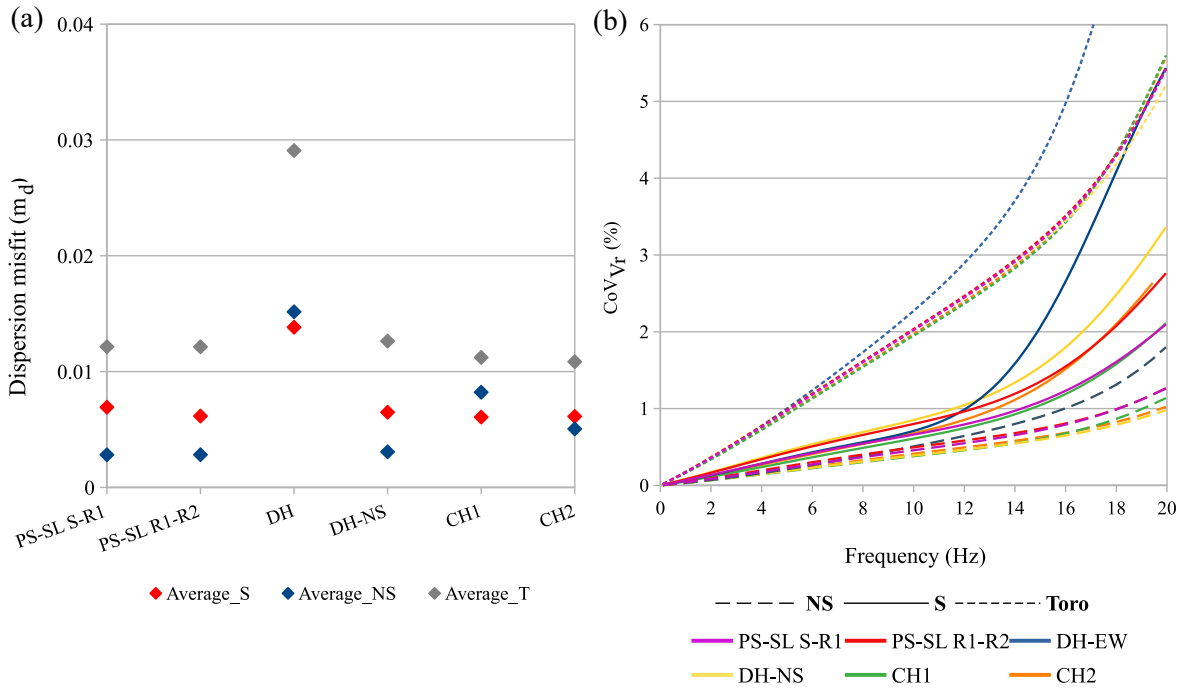 (a)
0.04
0.03
0.02
0.01
0
Dispersion misfit (md)
PS-SL S-R1
PS-SL R1-R2
DH
DH-NS
CH1
CH2
Average_S Average_NS Average_T
(b)
6
5
4
3
2
1
0
CoVVr (%)
0 2 4 6 8 10 12 14 16 18 20
Frequency (Hz)
NS S Toro
PS-SL S-R1 PS-SL R1-R2 DH-EW
DH-NS CH1 CH2